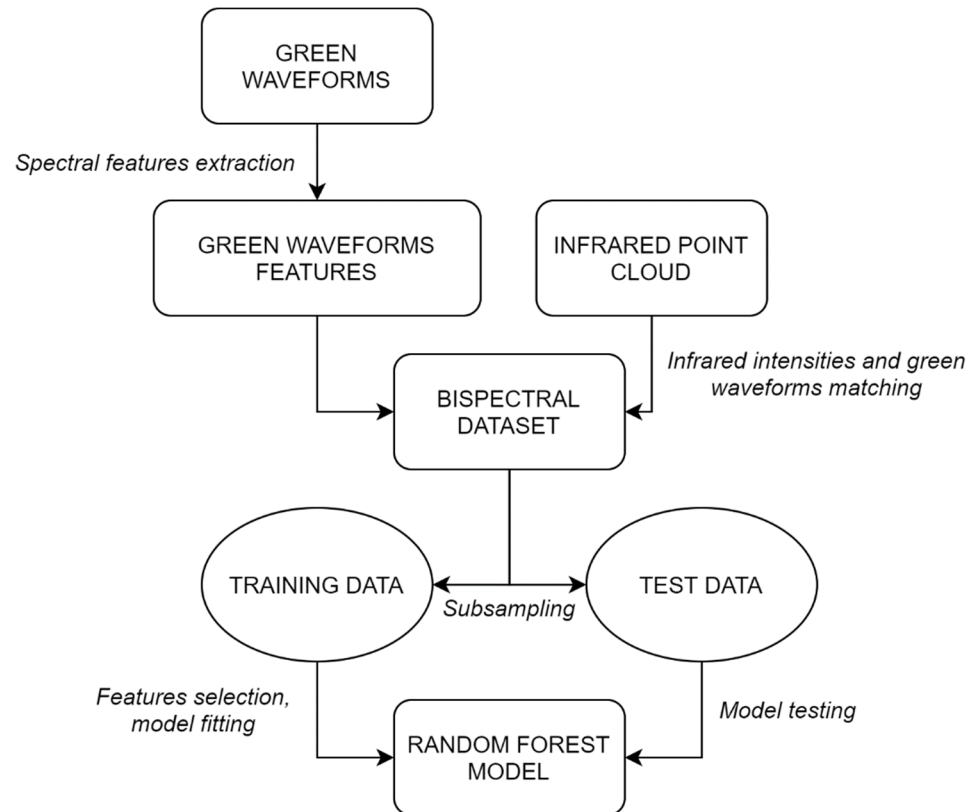 GREEN
WAVEFORMS
Spectral features extraction
GREEN WAVEFORMS
FEATURES
INFRARED POINT
CLOUD
Infrared intensities and green
waveforms matching
BISPECTRAL
DATASET
TRAINING DATA
TEST DATA
Subsampling
Features selection,
model fitting
Model testing
RANDOM FOREST
MODEL